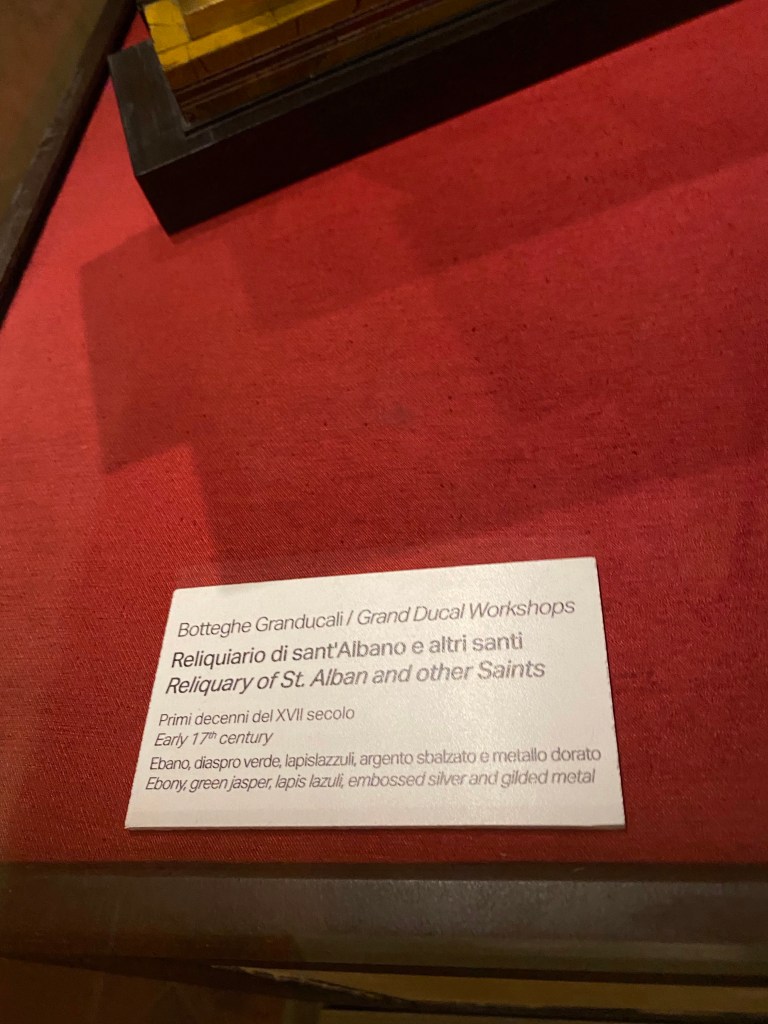 Botteghe Granducali / Grand Ducal Workshops
Reliquiario di sant'Albano e altri santi
Reliquary of St. Alban and other Saints
Primi decenni del XVII secolo
Early 17th century
Ebano, diaspro verde, lapislazzuli, argento sbalzato e metallo dorato
Ebony, green jasper, lapis lazuli, embossed silver and gilded metal